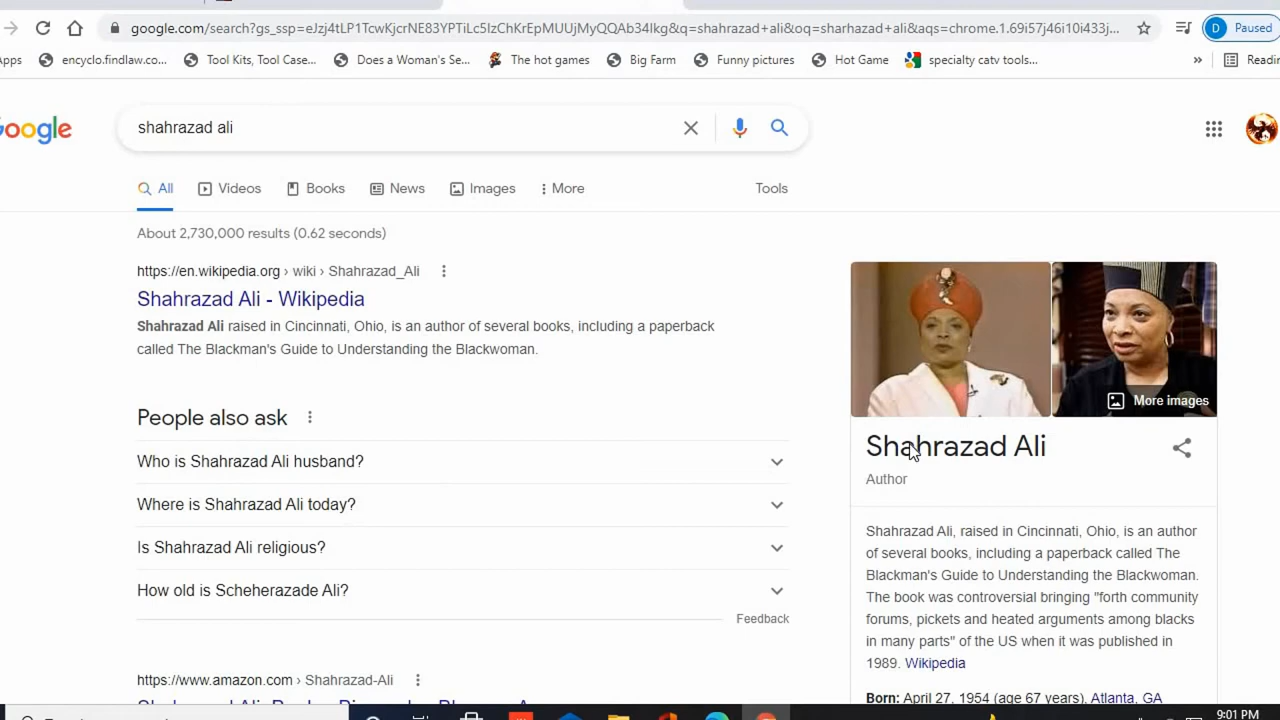 google.com/search?gs_ssp=eJzj4tLP1TcwKjcrNE83YPTiLc5IzChKrEpMUUjMyQQAb34Ikg&q=shahrazad+ali&oq=sharhazad+ali&aqs=chrome.1.69i57j46i10i433j...
Paused
Apps
encyclo.findlaw.co...
Tool Kits, Tool Case...
Does a Woman's Se...
The hot games
Big Farm
Funny pictures
Hot Game
specialty catv tools...
»
Google
shahrazad ali
All
Videos
Books
News
Images
More
Tools
About 2,730,000 results (0.62 seconds)
https://en.wikipedia.org › wiki › Shahrazad_Ali
Shahrazad Ali - Wikipedia
Shahrazad Ali raised in Cincinnati, Ohio, is an author of several books, including a paperback
called The Blackman's Guide to Understanding the Blackwoman.
People also ask
Who is Shahrazad Ali husband?
Where is Shahrazad Ali today?
Is Shahrazad Ali religious?
How old is Scheherazade Ali?
Feedback
https://www.amazon.com › Shahrazad-Ali
More images
Shahrazad Ali
Author
Shahrazad Ali, raised in Cincinnati, Ohio, is an author
of several books, including a paperback called The
Blackman's Guide to Understanding the Blackwoman.
The book was controversial bringing "forth community
forums, pickets and heated arguments among blacks
in many parts" of the US when it was published in
1989. Wikipedia
Born: April 27, 1954 (age 67 years), Atlanta, GA
9:01 PM